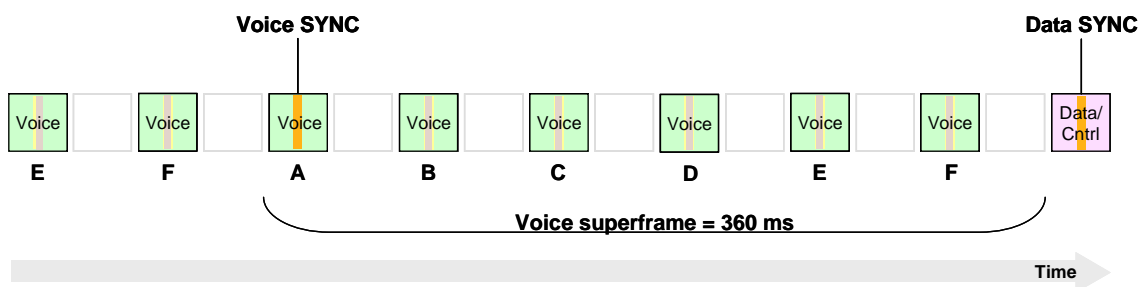 Voice SYNC
Data SYNC
Voice
Voice
Voice
Voice
Voice
Voice
Voice
Voice
Data/
Cntrl
E
F
A
B
C
D
E
F
Voice superframe = 360 ms
Time